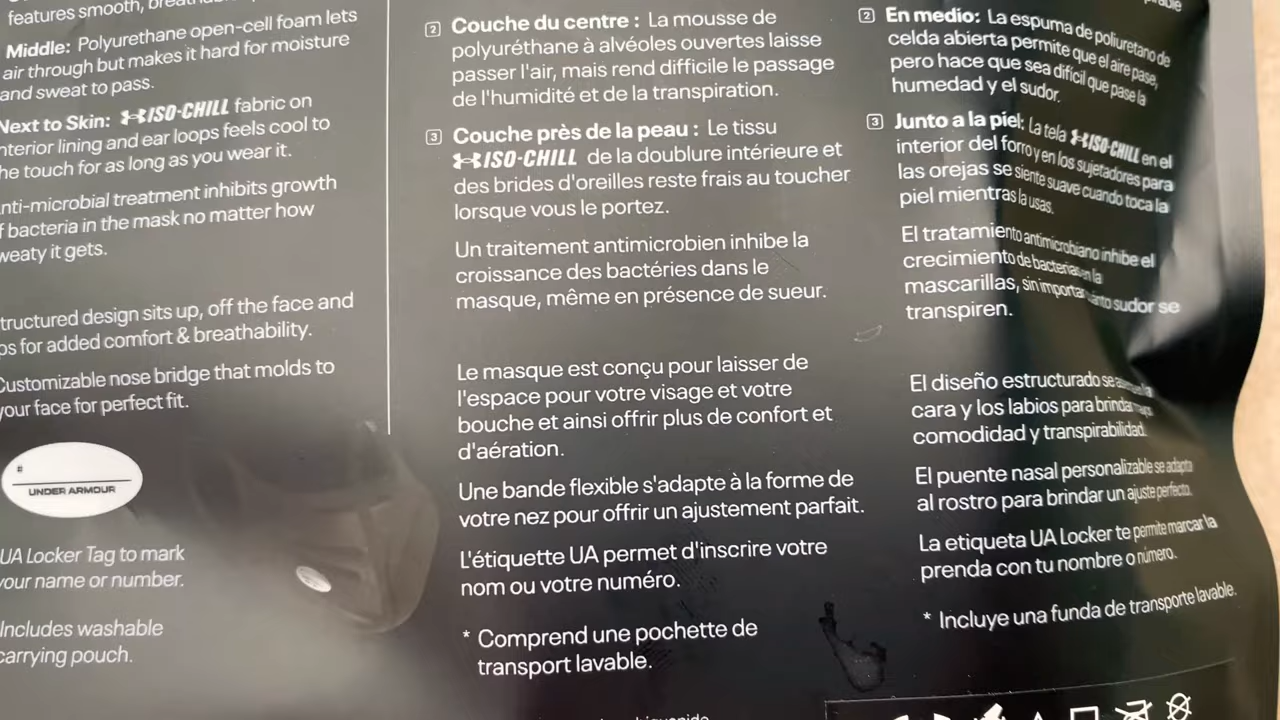 features smooth,
Middle: Polyurethane open-cell foam lets
air through but makes it hard for moisture
and sweat to pass.
Next to Skin: ISO-CHILL fabric on
nterior lining and ear loops feels cool to
he touch for as long as you wear it.
nti-microbial treatment inhibits growth
f bacteria in the mask no matter how
weaty it gets.
tructured design sits up, off the face and
ps for added comfort & breathability.
Customizable nose bridge that molds to
your face for perfect fit.
#
UNDER ARMOUR
UA Locker Tag to mark
your name or number.
Includes washable
carrying pouch.
2 Couche du centre : La mousse de
polyuréthane à alvéoles ouvertes laisse
passer l'air, mais rend difficile le passage
de l'humidité et de la transpiration.
3 Couche près de la peau : Le tissu
ISO-CHILL de la doublure intérieure et
des brides d'oreilles reste frais au toucher
lorsque vous le portez.
Un traitement antimicrobien inhibe la
croissance des bactéries dans le
masque, même en présence de sueur.
Le masque est conçu pour laisser de
l'espace pour votre visage et votre
bouche et ainsi offrir plus de confort et
d'aération.
Une bande flexible s'adapte à la forme de
votre nez pour offrir un ajustement parfait.
L'étiquette UA permet d'inscrire votre
nom ou votre numéro.
* Comprend une pochette de
transport lavable.
2 En medio: La espuma de poliuretano de
celda abierta permite que el aire pase,
pero hace que sea difícil que pase la
humedad y el sudor.
3 Junto a la piel: La tela ISO-CHILL en el
interior del forro y en los sujetadores para
las orejas se siente suave cuando toca la
piel mientras la usas.
El tratamiento antimicrobiano inhibe el
crecimiento de bacterias en la
mascarillas, sin importar cuánto sudor se
transpiren.
El diseño estructurado se
cara y los labios para brindar
comodidad y transpirabilidad.
El puente nasal personalizable se adapta
al rostro para brindar un ajuste perfecto.
La etiqueta UA Locker te permite marcar la
prenda con tu nombre o número.
* Incluye una funda de transporte lavable.